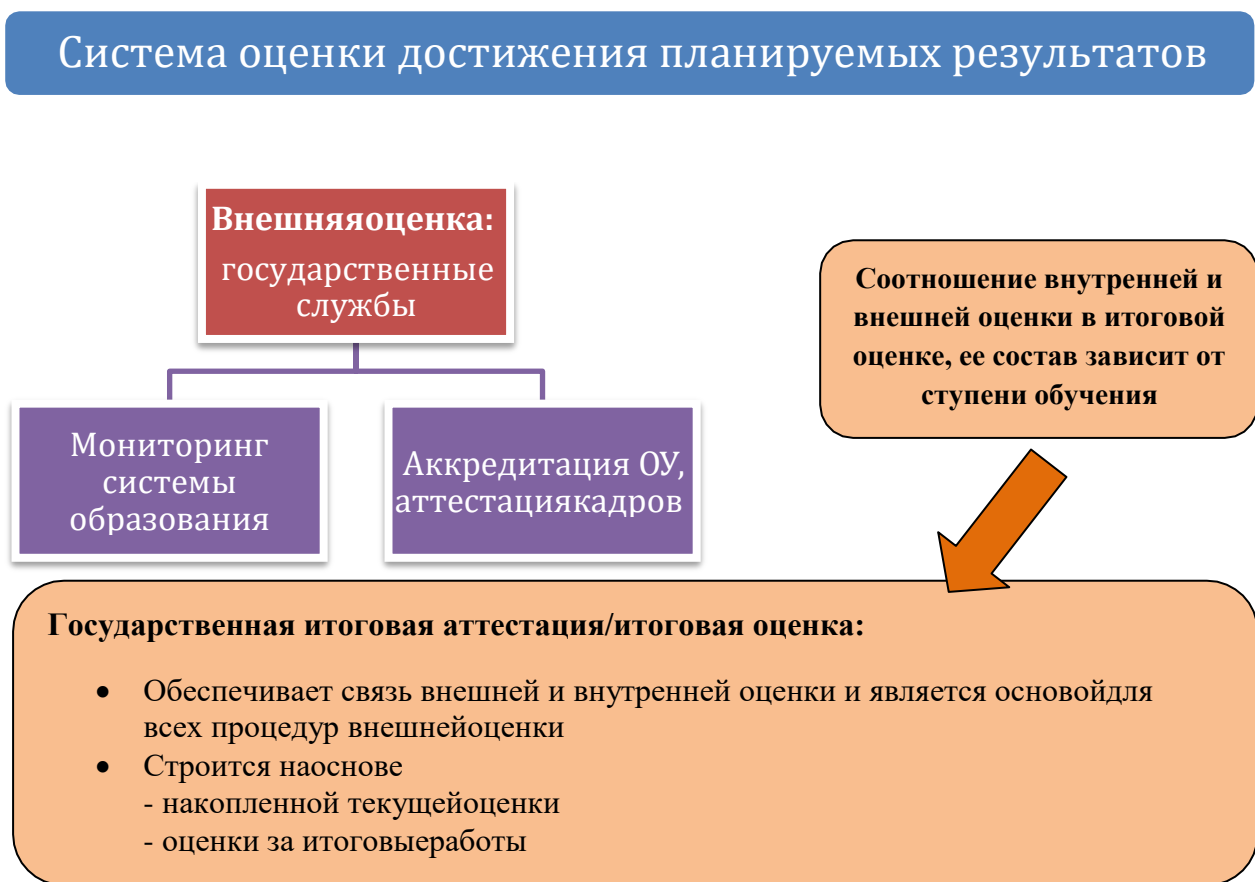 Система оценки достижения планируемых результатов
Внешняяоценка:
государственные
службы
Соотношение внутренней и
внешней оценки в итоговой
оценке, ее состав зависит от
ступени обучения
Мониторинг
системы
образования
Аккредитация ОУ,
аттестациякадров
Государственная итоговая аттестация/итоговая оценка:
• Обеспечивает связь внешней и внутренней оценки и является основойдля
всех процедур внешнейоценки
• Строится наоснове
- накопленной текущейоценки
- оценки за итоговыеработы